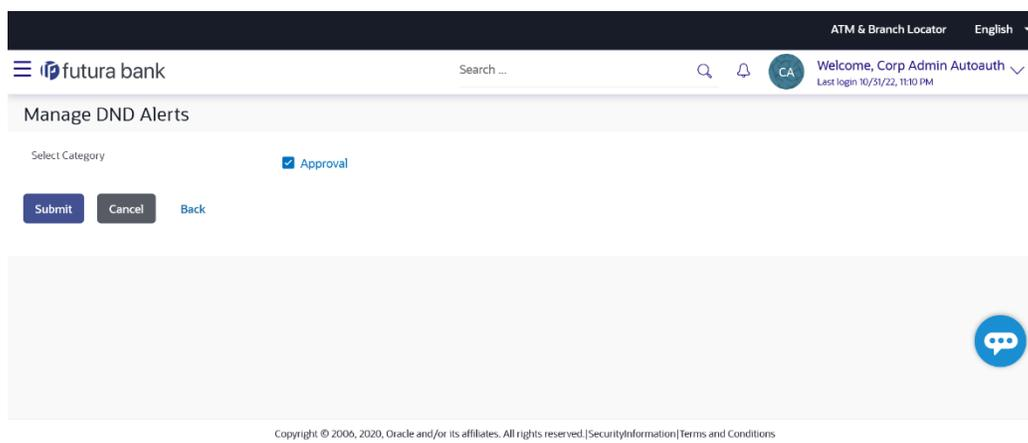 ATM & Branch Locator English
futura bank
Search ...
CA
Welcome, Corp Admin Autoauth
Last login 10/31/22, 11:10 PM
Manage DND Alerts
Select Category
Approval
Submit Cancel Back
Copyright © 2006, 2020, Oracle and/or its affiliates. All rights reserved.|SecurityInformation|Terms and Conditions